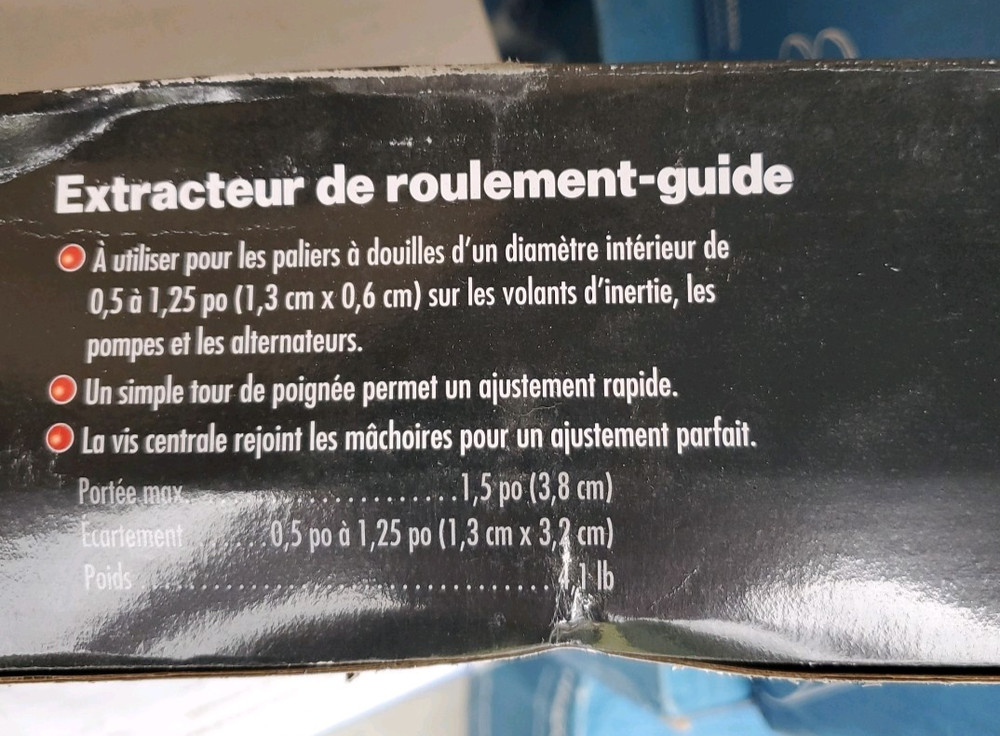 Extracteur de roulement-guide
À utiliser pour les paliers à douilles d'un diamètre intérieur de
0,5 à 1,25 po (1,3 cm x 0,6 cm) sur les volants d'inertie, les
pompes et les alternateurs.
Un simple tour de poignée permet un ajustement rapide.
La vis centrale rejoint les mâchoires pour un ajustement parfait.
Portée max. ..................1,5 po (3,8 cm)
Écartement ......0,5 po à 1,25 po (1,3 cm x 3,2 cm)
Poids .............................. lb